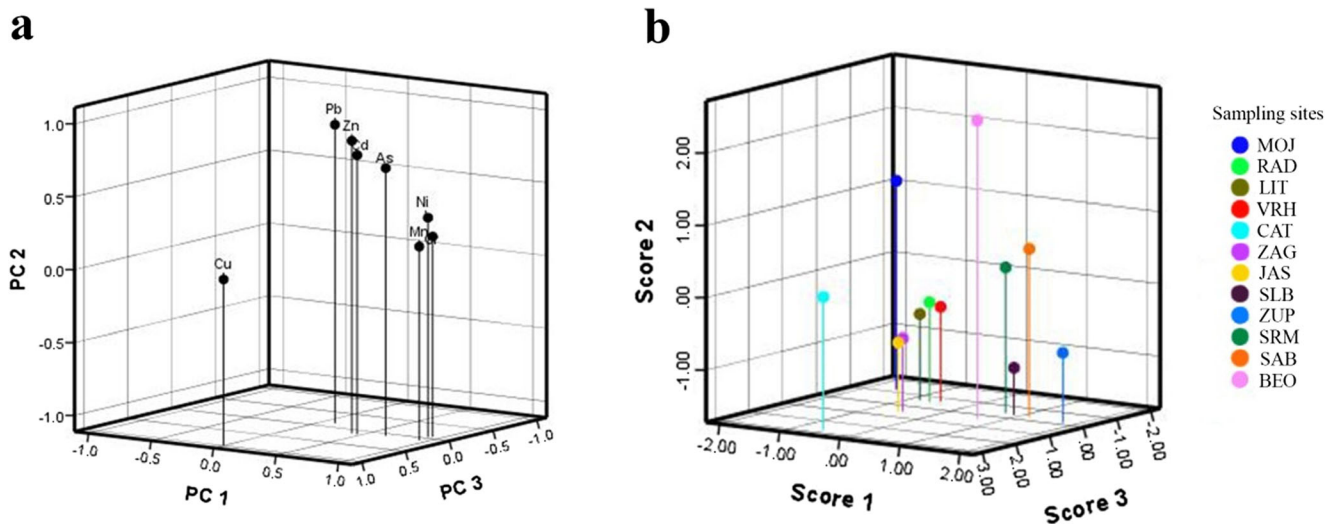 a
Pb
Zn
Cd
As
Ni
Mn
Cu
1.0
0.5
0.0
-0.5
-1.0
PC 2
-1.0
-0.5
0.0
0.5
1.0
PC 1
1.0
0.5
0.0
-0.5
-1.0
PC 3
b
2.00
1.00
.00
-1.00
Score 2
-2.00
-1.00
.00
1.00
2.00
Score 1
3.00
2.00
1.00
.00
-1.00
-2.00
Score 3
Sampling sites
MOJ
RAD
LIT
VRH
CAT
ZAG
JAS
SLB
ZUP
SRM
SAB
BEO